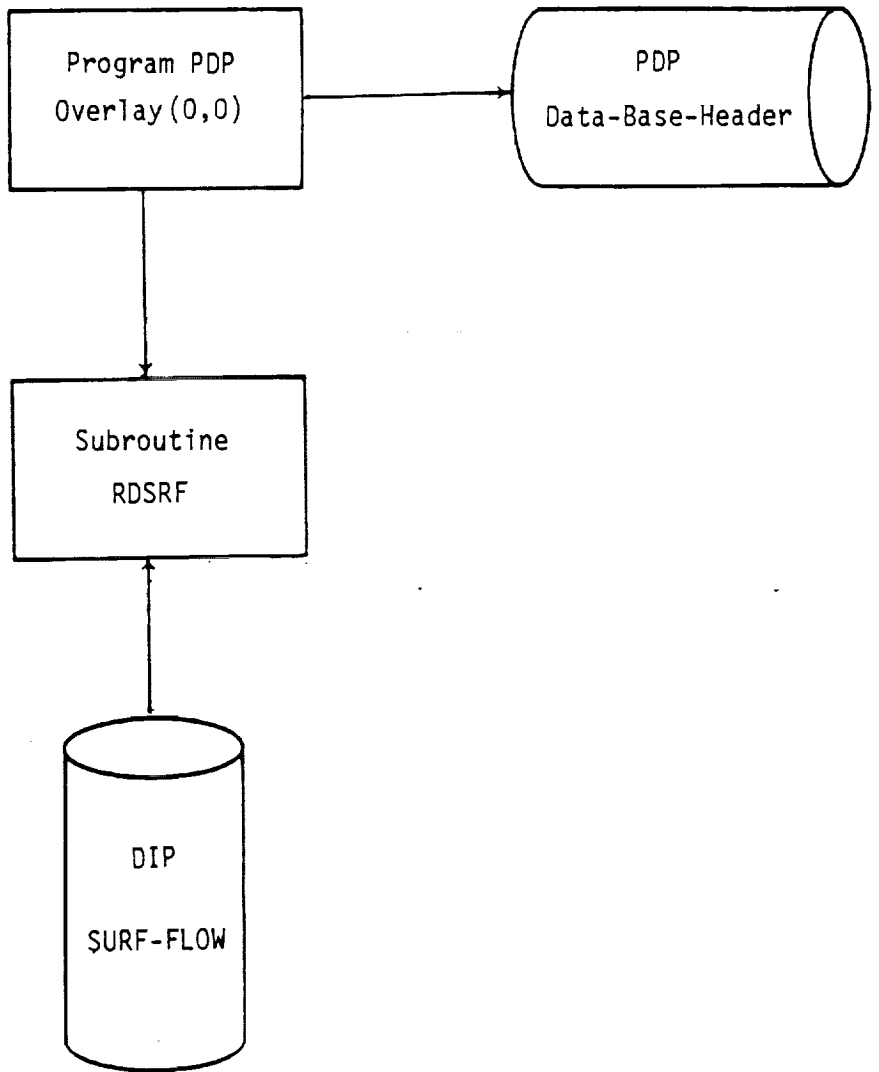 Program PDP
Overlay(0,0)
PDP
Data-Base-Header
Subroutine
RDSRF
DIP
SURF-FLOW